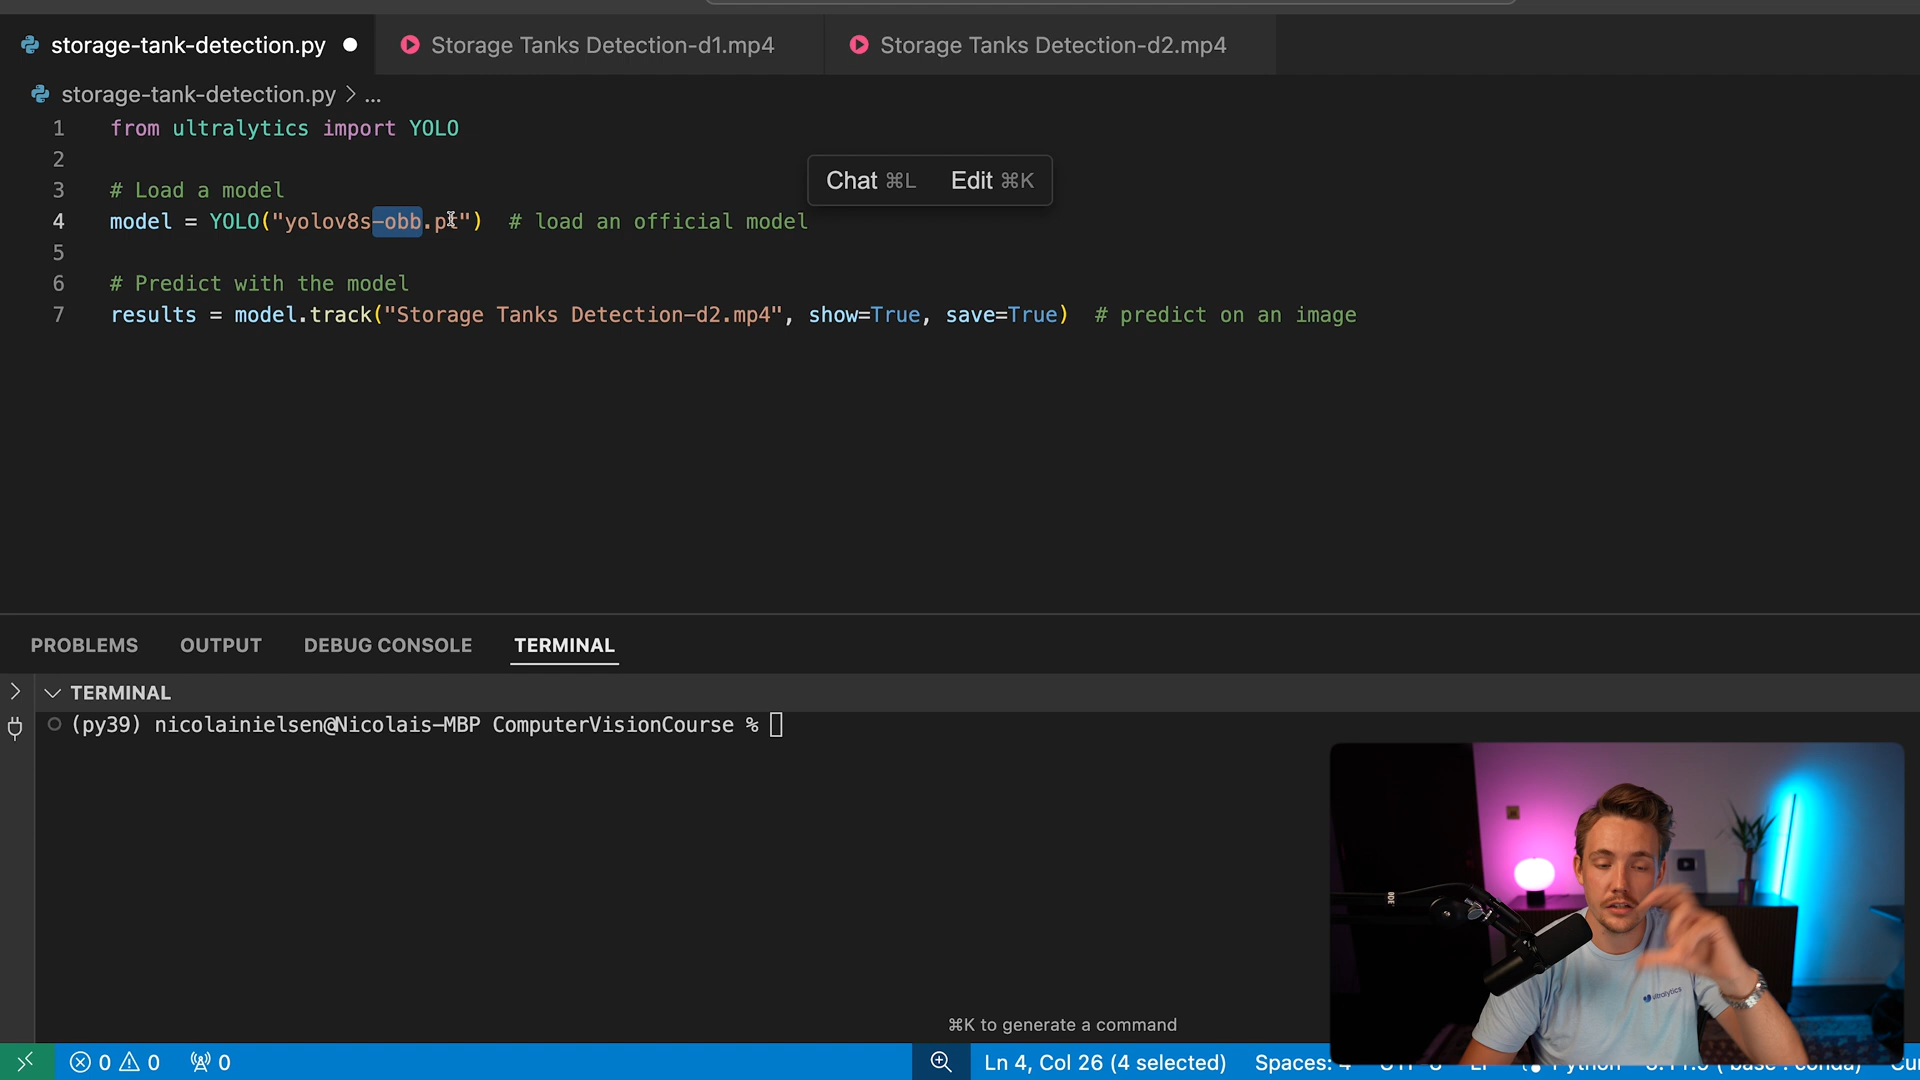 storage-tank-detection.py
Storage Tanks Detection-d1.mp4
Storage Tanks Detection-d2.mp4
storage-tank-detection.py > ...
1 from ultralytics import YOLO
2
3 # Load a model
4 model = YOLO("yolov8s-obb.pt") # load an official model
Chat ⌘L Edit ⌘K
5
6 # Predict with the model
7 results = model.track("Storage Tanks Detection-d2.mp4", show=True, save=True) # predict on an image
PROBLEMS OUTPUT DEBUG CONSOLE TERMINAL
TERMINAL
(py39) nicolainielsen@Nicolais-MBP ComputerVisionCourse %
ultralytics
⌘K to generate a command
0 0 0 Ln 4, Col 26 (4 selected) Spaces: 4